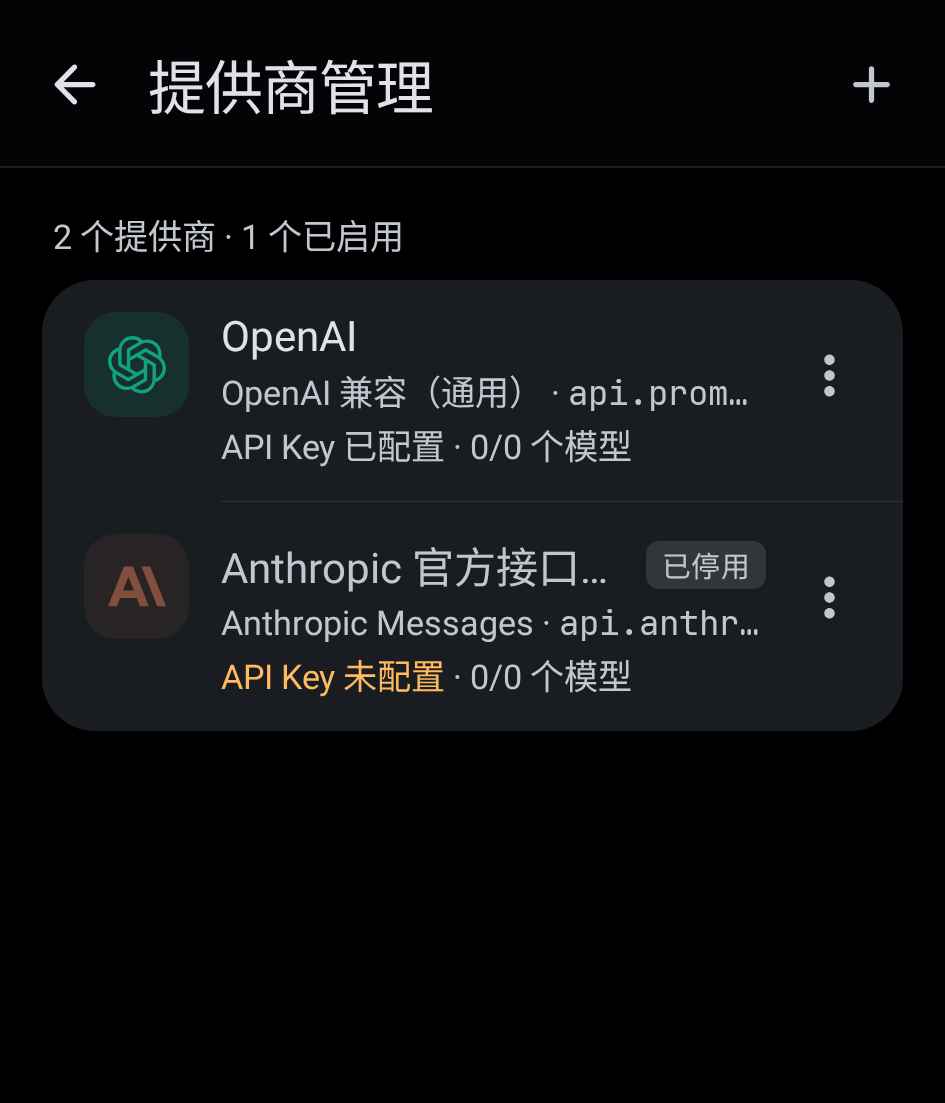 提供商管理
2 个提供商 · 1 个已启用
OpenAI
OpenAI 兼容（通用） · api.prom…
API Key 已配置 · 0/0 个模型
Anthropic 官方接口… 已停用
Anthropic Messages · api.anthr…
API Key 未配置 · 0/0 个模型